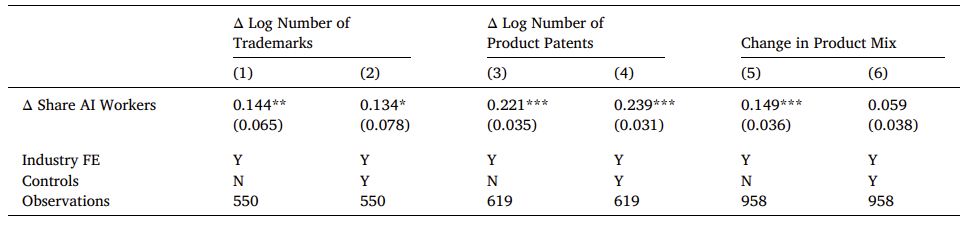 Δ Log Number of Trademarks Δ Log Number of Product Patents Change in Product Mix
(1) (2) (3) (4) (5) (6)
Δ Share AI Workers 0.144** 0.134* 0.221*** 0.239*** 0.149*** 0.059
(0.065) (0.078) (0.035) (0.031) (0.036) (0.038)
Industry FE Y Y Y Y Y Y
Controls N Y N Y N Y
Observations 550 550 619 619 958 958